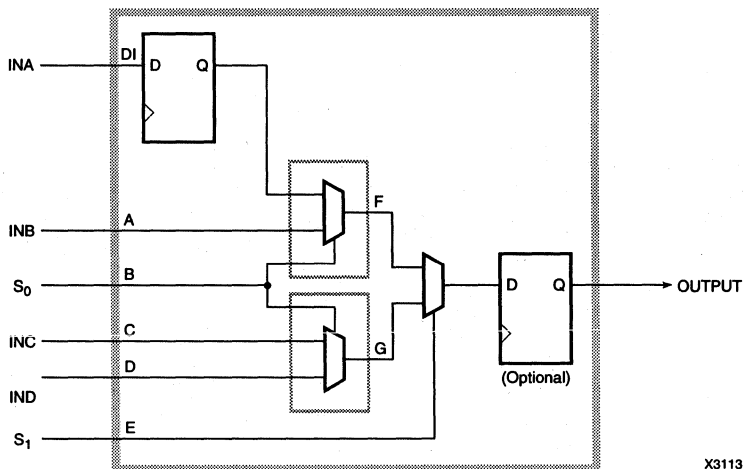 DI
INA
D Q
F
A
INB
B
S0
D Q
OUTPUT
C
INC
G
D
(Optional)
IND
E
S1
X3113